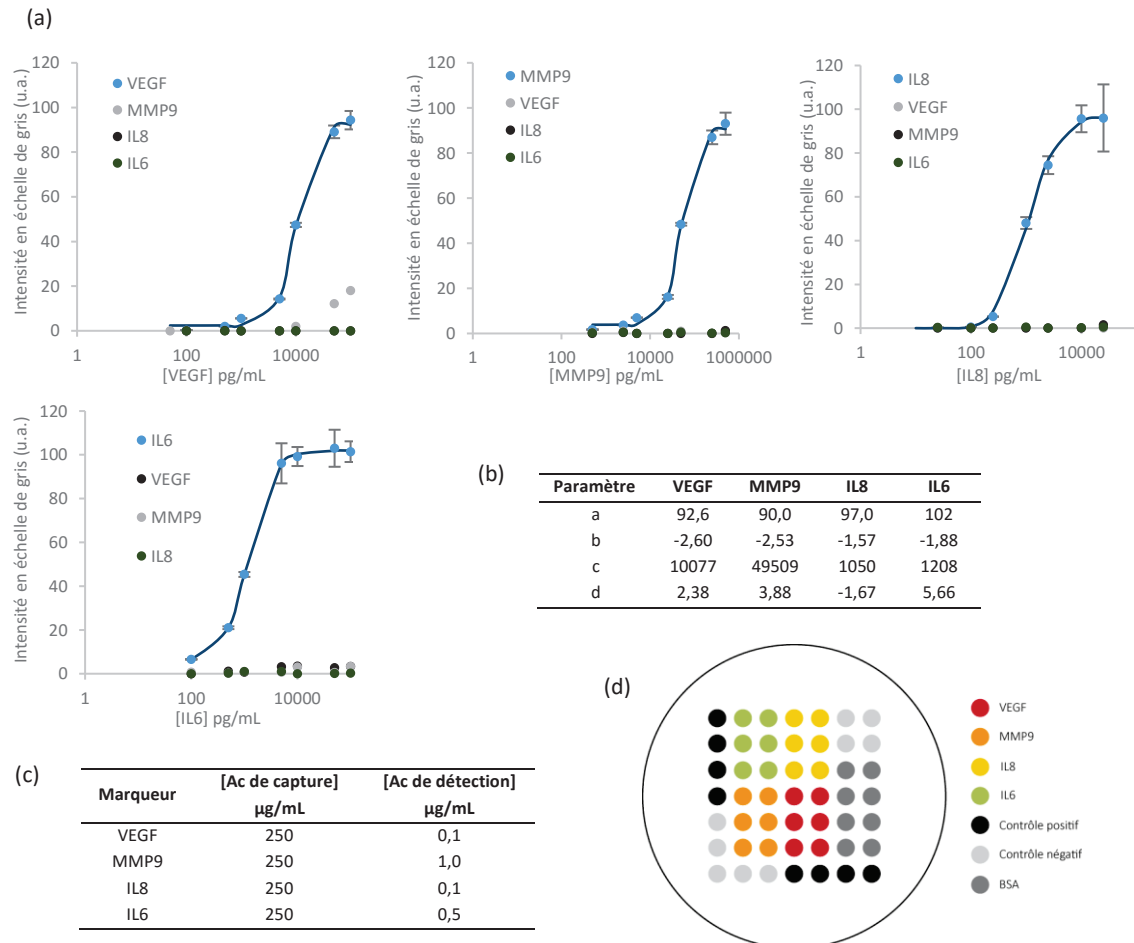 (a)
Intensité en échelle de gris (u.a.)
120
100
80
60
40
20
0
VEGF
MMP9
IL8
IL6
1
100
10000
[VEGF] pg/mL
Intensité en échelle de gris (u.a.)
120
100
80
60
40
20
0
MMP9
VEGF
IL8
IL6
1
100
10000
1000000
[MMP9] pg/mL
Intensité en échelle de gris (u.a.)
120
100
80
60
40
20
0
IL8
VEGF
MMP9
IL6
1
100
10000
[IL8] pg/mL
Intensité en échelle de gris (u.a.)
120
100
80
60
40
20
0
IL6
VEGF
MMP9
IL8
1
100
10000
[IL6] pg/mL
(b)
Paramètre VEGF MMP9 IL8 IL6
a 92,6 90,0 97,0 102
b -2,60 -2,53 -1,57 -1,88
c 10077 49509 1050 1208
d 2,38 3,88 -1,67 5,66
(c)
Marqueur [Ac de capture] µg/mL [Ac de détection] µg/mL
VEGF 250 0,1
MMP9 250 1,0
IL8 250 0,1
IL6 250 0,5
(d)
VEGF
MMP9
IL8
IL6
Contrôle positif
Contrôle négatif
BSA